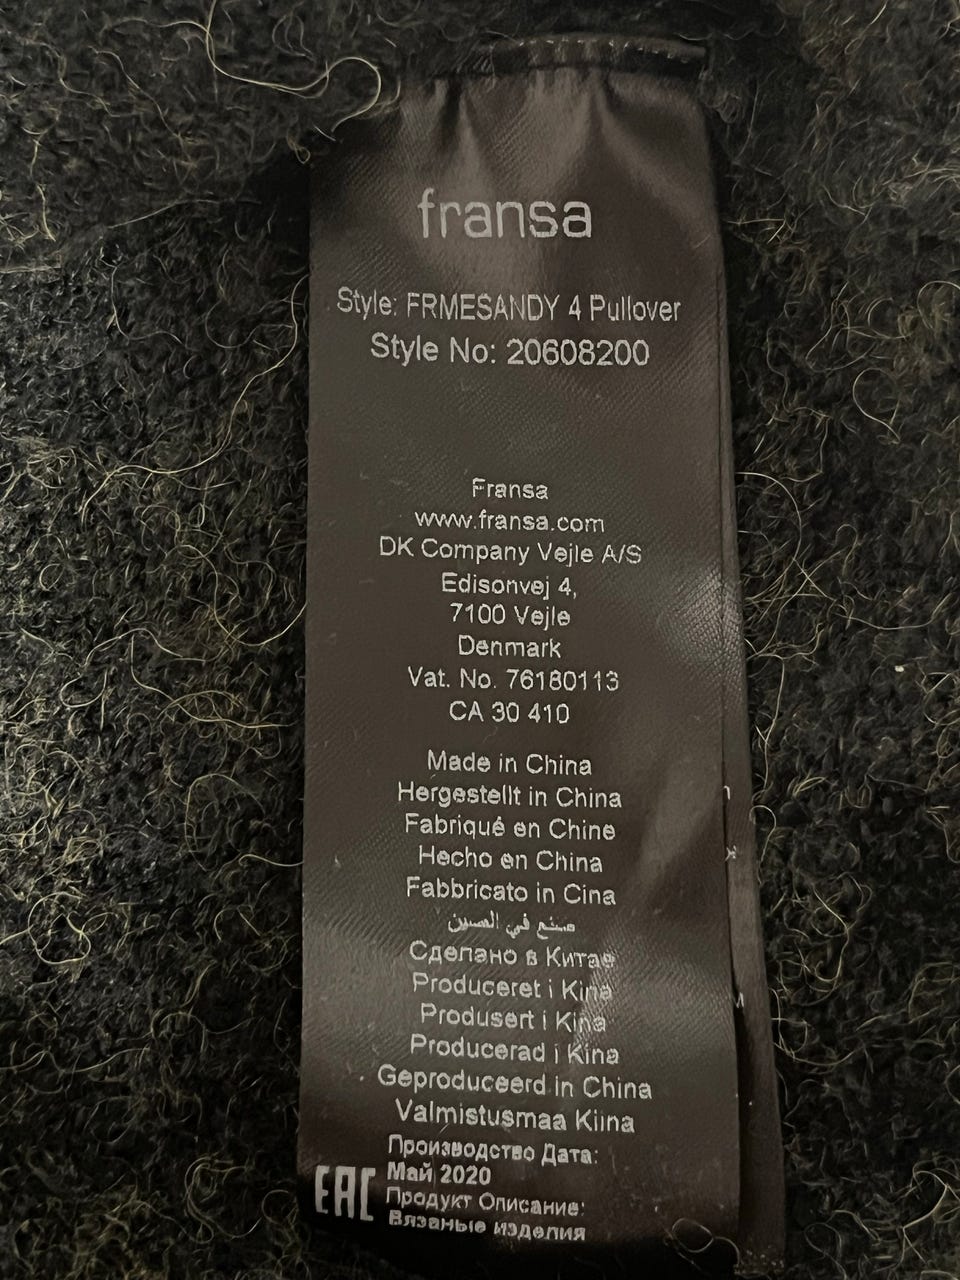 fransa
Style: FRMESANDY 4 Pullover
Style No: 20608200
Fransa
www.fransa.com
DK Company Vejle A/S
Edisonvej 4,
7100 Vejle
Denmark
Vat. No. 76180113
CA 30 410
Made in China
Hergestellt in China
Fabriqué en Chine
Hecho en China
Fabbricato in Cina
صنع في الصين
Сделано в Китае
Produceret i Kina
Produsert i Kina
Producerad i Kina
Geproduceerd in China
Valmistusmaa Kiina
Производство Дата:
Май 2020
EAC Продукт Описание:
Вязаные изделия